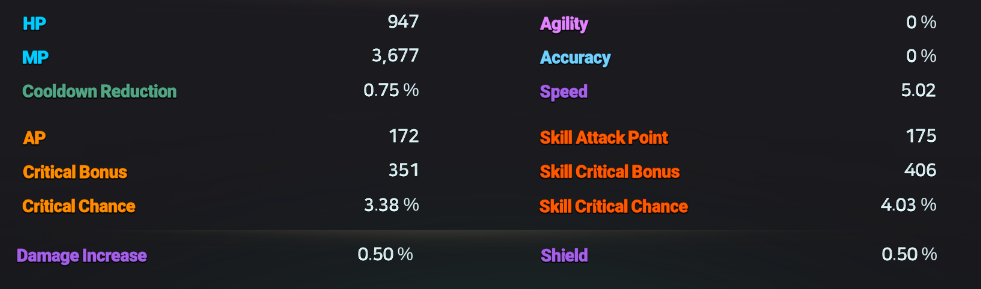 HP 947 Agility 0 %
MP 3,677 Accuracy 0 %
Cooldown Reduction 0.75 % Speed 5.02
AP 172 Skill Attack Point 175
Critical Bonus 351 Skill Critical Bonus 406
Critical Chance 3.38 % Skill Critical Chance 4.03 %
Damage Increase 0.50 % Shield 0.50 %